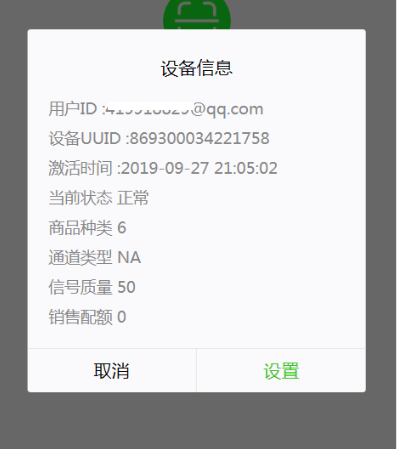 设备信息
用户ID :@qq.com
设备UUID :869300034221758
激活时间 :2019-09-27 21:05:02
当前状态 正常
商品种类 6
通道类型 NA
信号质量 50
销售配额 0
取消
设置